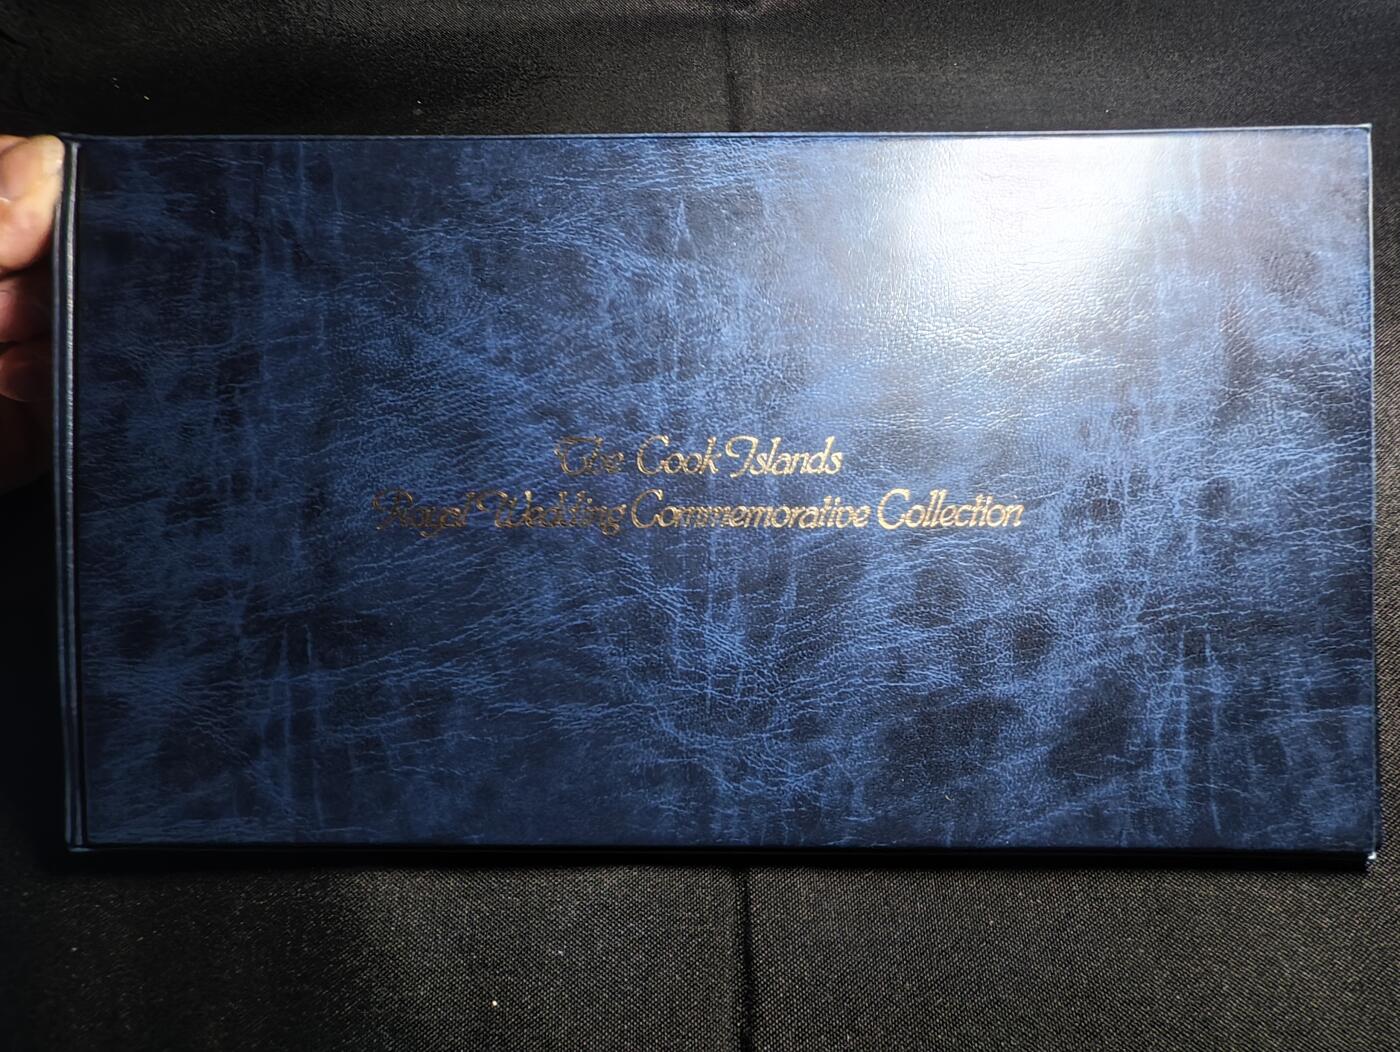 The Cook Islands
Royal Wedding Commemorative Collection